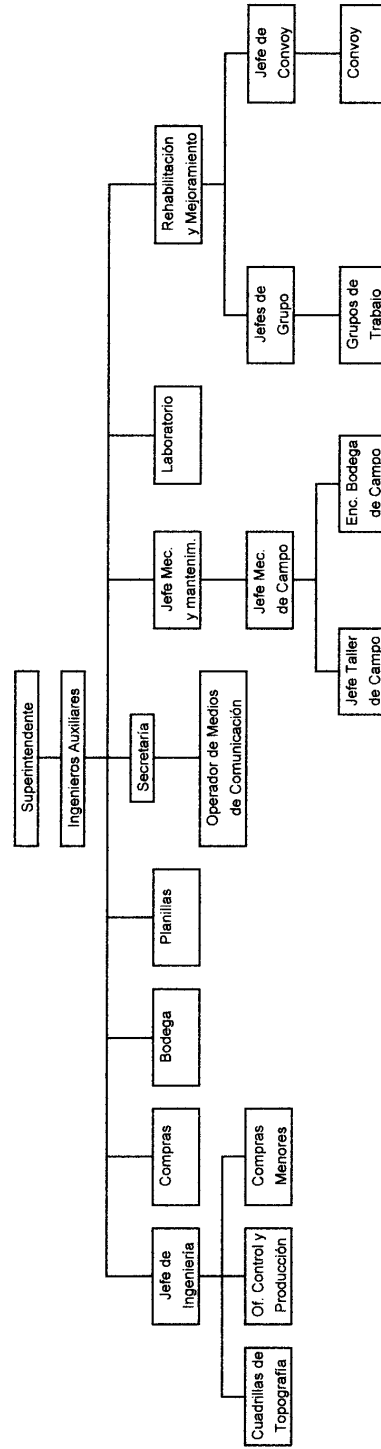 Superintendente
Ingenieros Auxiliares
Jefe de
Ingeniería
Compras
Bodega
Planillas
Secretaría
Jefe Mec.
y mantenim.
Laboratorio
Rehabilitación
y Mejoramiento
Cuadrillas de
Topografía
Of. Control y
Producción
Compras
Menores
Operador de Medios
de Comunicación
Jefe Mec.
de Campo
Jefe Taller
de Campo
Enc. Bodega
de Campo
Jefes de
Grupo
Jefe de
Convoy
Grupos de
Trabajo
Convoy